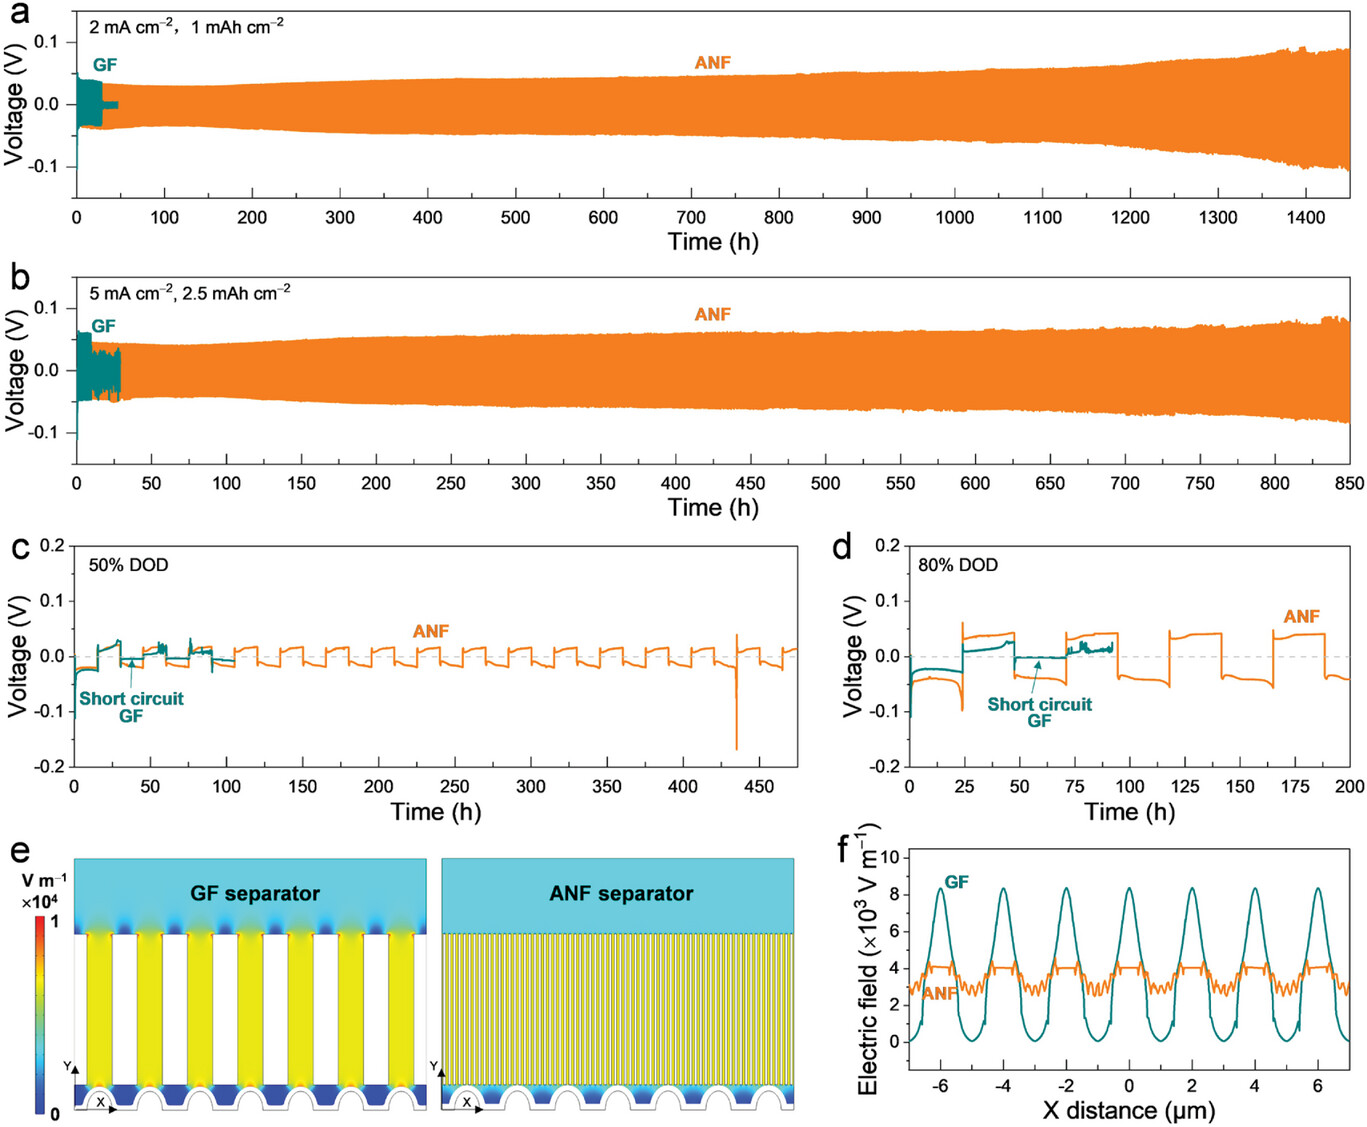 a
2 mA cm⁻², 1 mAh cm⁻²
GF
ANF
Voltage (V)
0.1
0.0
-0.1
0 100 200 300 400 500 600 700 800 900 1000 1100 1200 1300 1400
Time (h)
b
5 mA cm⁻², 2.5 mAh cm⁻²
GF
ANF
Voltage (V)
0.1
0.0
-0.1
0 50 100 150 200 250 300 350 400 450 500 550 600 650 700 750 800 850
Time (h)
c
50% DOD
ANF
Short circuit
GF
Voltage (V)
0.2
0.1
0.0
-0.1
-0.2
0 50 100 150 200 250 300 350 400 450
Time (h)
d
80% DOD
ANF
Short circuit
GF
Voltage (V)
0.2
0.1
0.0
-0.1
-0.2
0 25 50 75 100 125 150 175 200
Time (h)
e
V m⁻¹
×10⁴
1
0
GF separator
Y
X
ANF separator
Y
X
f
GF
ANF
Electric field (×10³ V m⁻¹)
10
8
6
4
2
0
-6 -4 -2 0 2 4 6
X distance (μm)